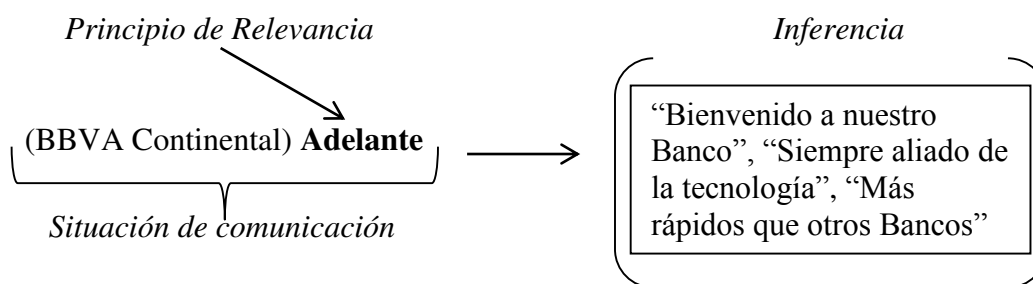 Principio de Relevancia
Inferencia
(BBVA Continental) Adelante
Situación de comunicación
“Bienvenido a nuestro
Banco”, “Siempre aliado de
la tecnología”, “Más
rápidos que otros Bancos”